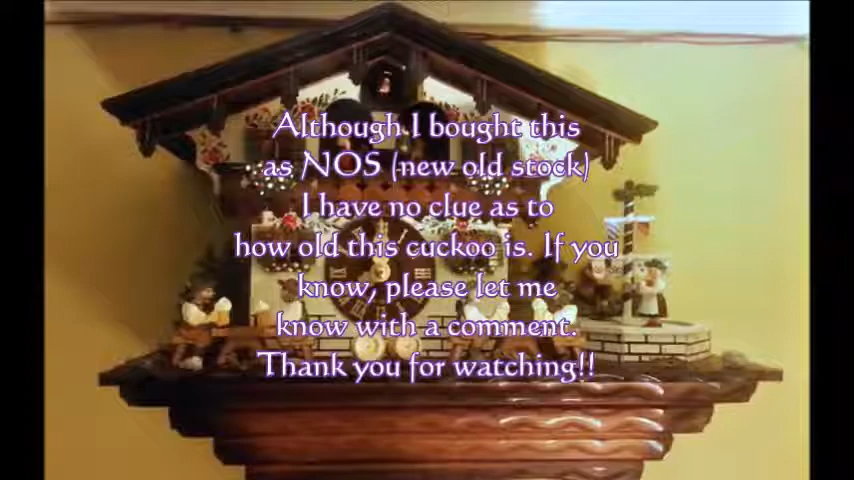 Although I bought this
as NOS (new old stock)
I have no clue as to
how old this cuckoo is. If you
know, please let me
know with a comment.
Thank you for watching!!